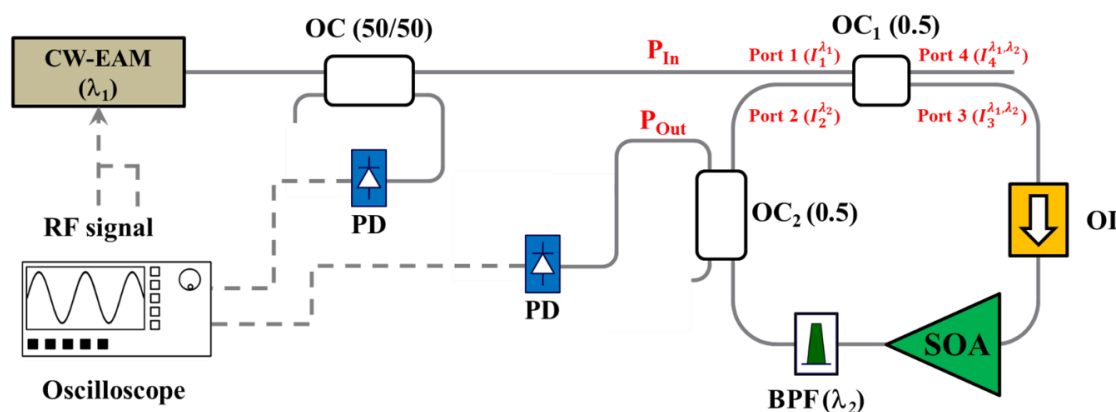 OC (50/50)
OC₁ (0.5)
CW-EAM
(λ₁)
P_In
Port 1 (I₁^λ₁)
Port 4 (I₄^λ₁,λ₂)
Port 2 (I₂^λ₂)
Port 3 (I₃^λ₁,λ₂)
P_Out
RF signal
PD
OC₂ (0.5)
OI
PD
SOA
Oscilloscope
BPF (λ₂)